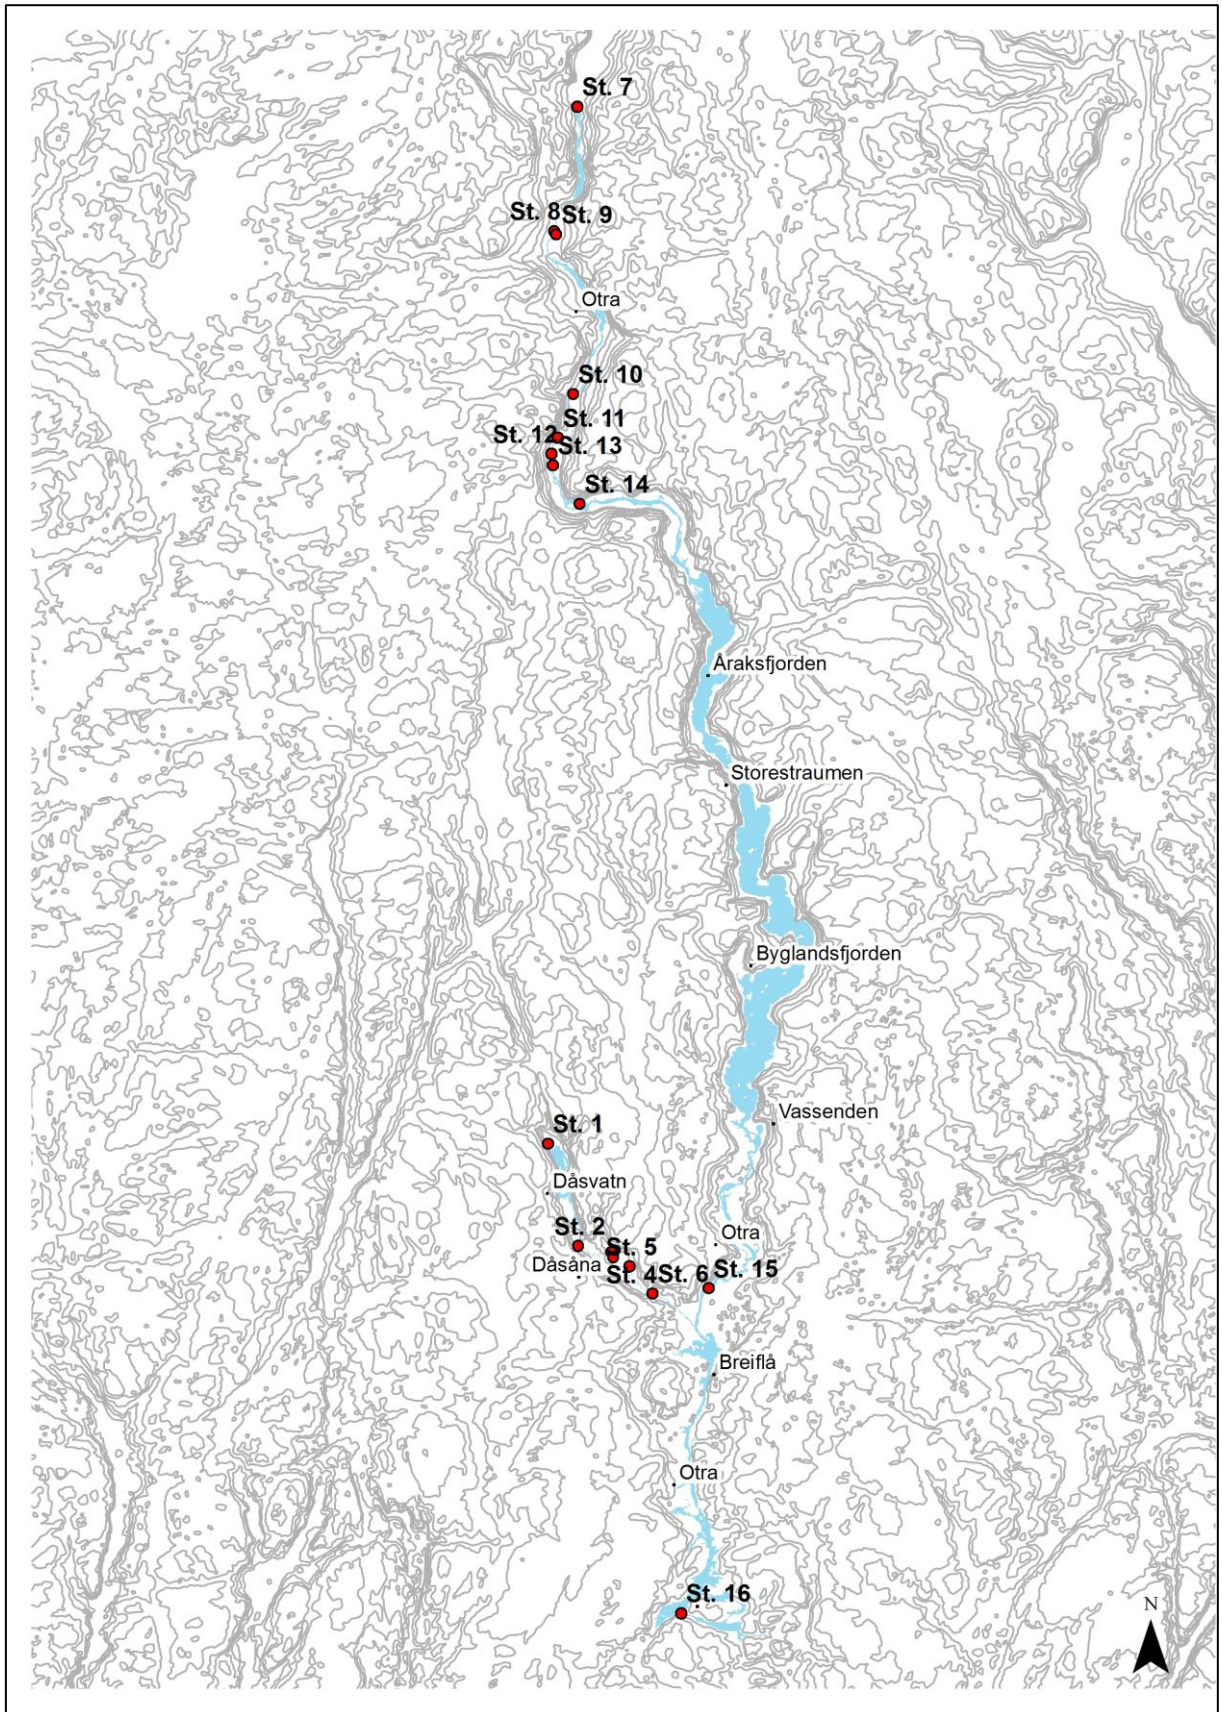 St. 7
St. 8 St. 9
Otra
St. 10
St. 11
St. 12 St. 13
St. 14
Åraksfjorden
Storestraumen
Byglandsfjorden
Vassenden
St. 1
Dåsvatn
St. 2
Otra
St. 5
Dåsåna
St. 4 St. 6 St. 15
Breiflå
Otra
St. 16
N